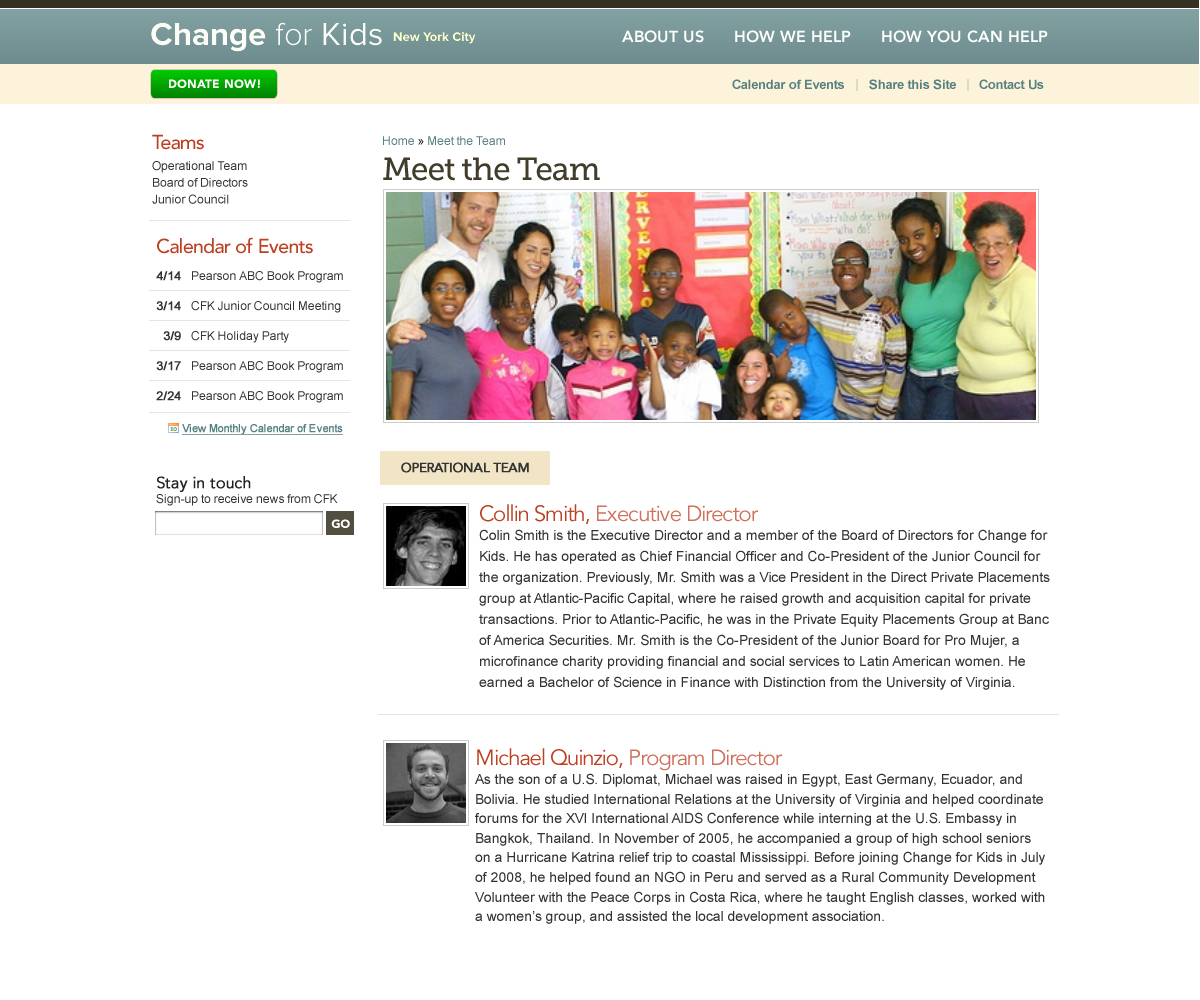 Change for Kids New York City
ABOUT US HOW WE HELP HOW YOU CAN HELP
DONATE NOW!
Calendar of Events | Share this Site | Contact Us
Teams
Operational Team
Board of Directors
Junior Council
Calendar of Events
4/14 Pearson ABC Book Program
3/14 CFK Junior Council Meeting
3/9 CFK Holiday Party
3/17 Pearson ABC Book Program
2/24 Pearson ABC Book Program
View Monthly Calendar of Events
Stay in touch
Sign-up to receive news from CFK
GO
Home » Meet the Team
Meet the Team
OPERATIONAL TEAM
Collin Smith, Executive Director
Colin Smith is the Executive Director and a member of the Board of Directors for Change for
Kids. He has operated as Chief Financial Officer and Co-President of the Junior Council for
the organization. Previously, Mr. Smith was a Vice President in the Direct Private Placements
group at Atlantic-Pacific Capital, where he raised growth and acquisition capital for private
transactions. Prior to Atlantic-Pacific, he was in the Private Equity Placements Group at Banc
of America Securities. Mr. Smith is the Co-President of the Junior Board for Pro Mujer, a
microfinance charity providing financial and social services to Latin American women. He
earned a Bachelor of Science in Finance with Distinction from the University of Virginia.
Michael Quinzio, Program Director
As the son of a U.S. Diplomat, Michael was raised in Egypt, East Germany, Ecuador, and
Bolivia. He studied International Relations at the University of Virginia and helped coordinate
forums for the XVI International AIDS Conference while interning at the U.S. Embassy in
Bangkok, Thailand. In November of 2005, he accompanied a group of high school seniors
on a Hurricane Katrina relief trip to coastal Mississippi. Before joining Change for Kids in July
of 2008, he helped found an NGO in Peru and served as a Rural Community Development
Volunteer with the Peace Corps in Costa Rica, where he taught English classes, worked with
a women’s group, and assisted the local development association.